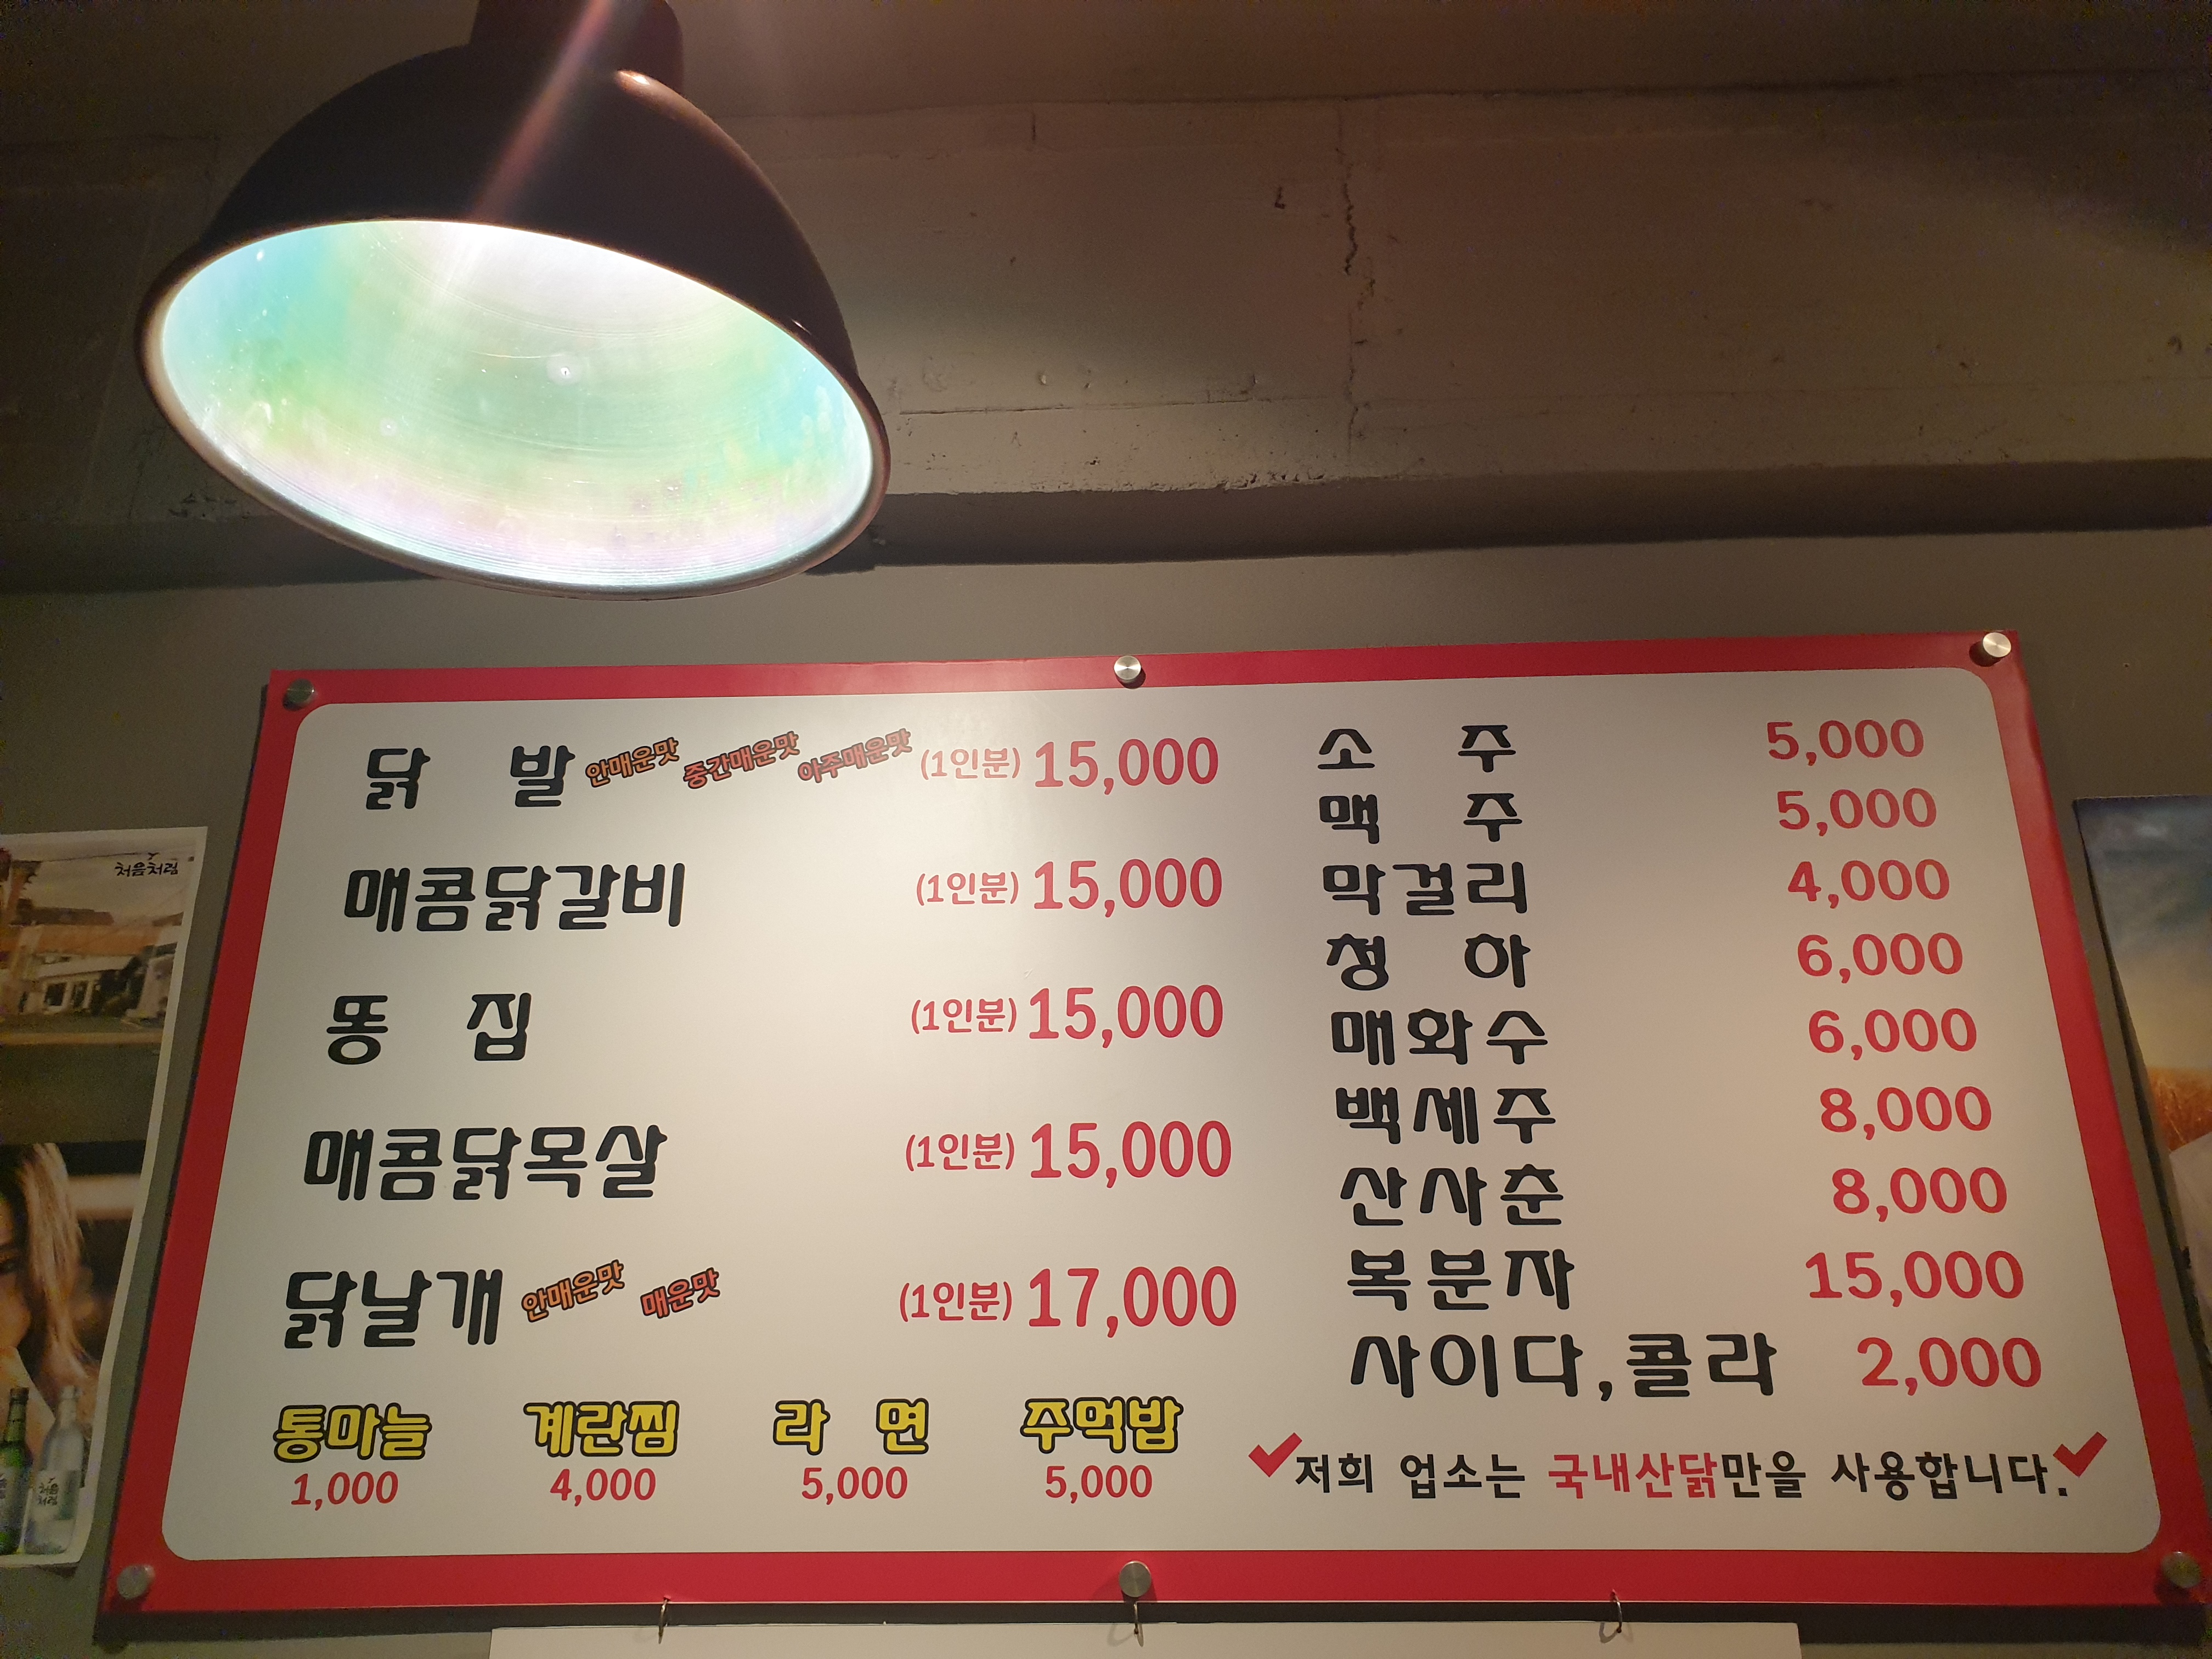 닭 발 안매운맛 중간매운맛 아주매운맛 (1인분) 15,000
매콤닭갈비 (1인분) 15,000
똥 집 (1인분) 15,000
매콤닭목살 (1인분) 15,000
닭날개 안매운맛 매운맛 (1인분) 17,000
통마늘 계란찜 라 면 주먹밥
1,000 4,000 5,000 5,000
소 주 5,000
맥 주 5,000
막걸리 4,000
청 하 6,000
매화수 6,000
백세주 8,000
산사춘 8,000
복분자 15,000
사이다,콜라 2,000
저희 업소는 국내산닭만을 사용합니다.
처음처럼
처음
처럼